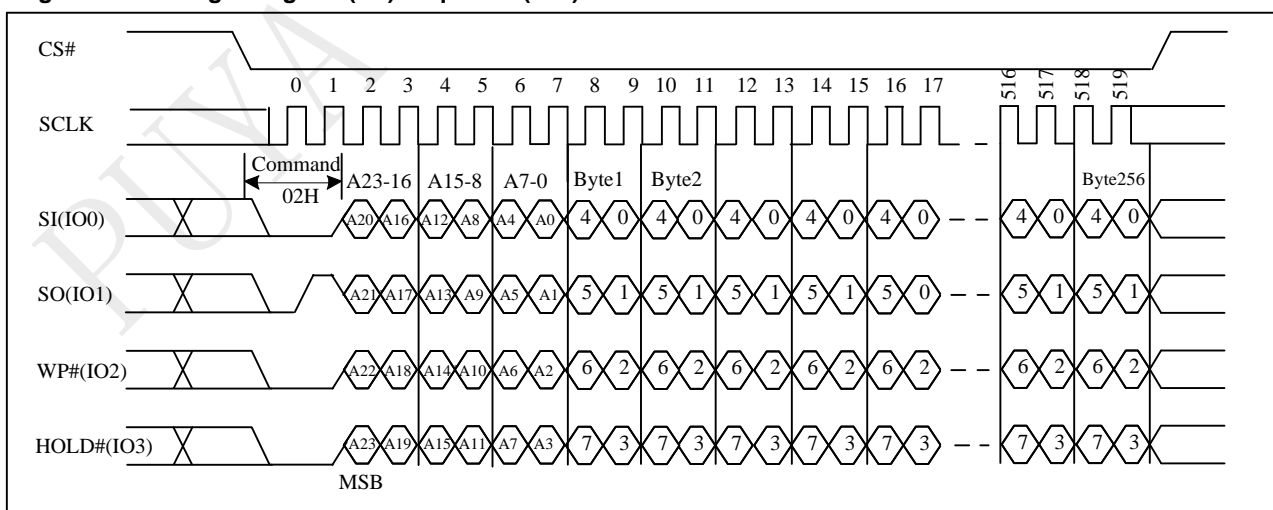 CS#
0 1 2 3 4 5 6 7 8 9 10 11 12 13 14 15 16 17 516 517 518 519
SCLK
Command
02H
A23-16 A15-8 A7-0 Byte1 Byte2 Byte256
SI(IO0) A20 A16 A12 A8 A4 A0 4 0 4 0 4 0 4 0 4 0 4 0 4 0
SO(IO1) A21 A17 A13 A9 A5 A1 5 1 5 1 5 1 5 1 5 0 5 1 5 1
WP#(IO2) A22 A18 A14 A10 A6 A2 6 2 6 2 6 2 6 2 6 2 6 2 6 2
HOLD#(IO3) A23 A19 A15 A11 A7 A3 7 3 7 3 7 3 7 3 7 3 7 3 7 3
MSB
PUYA